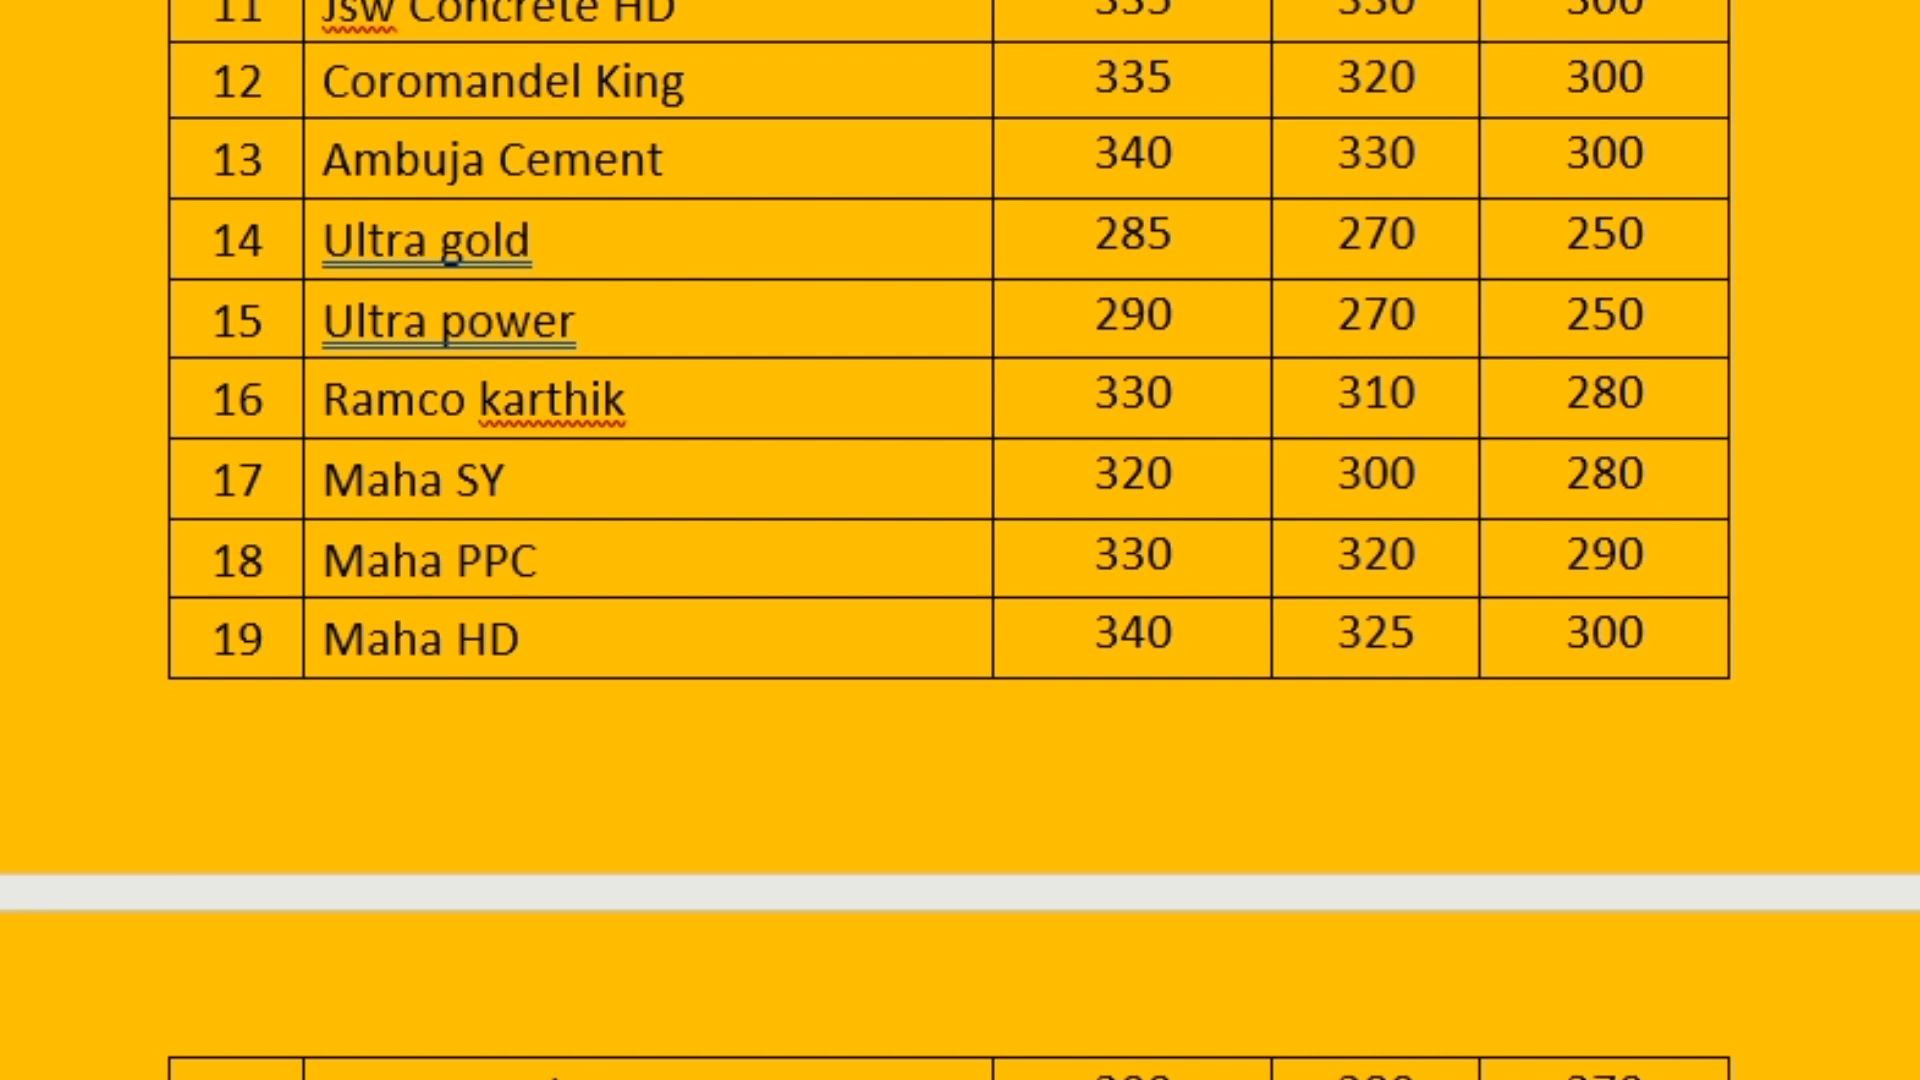 11 Jsw Concrete HD 335 330 300
12 Coromandel King 335 320 300
13 Ambuja Cement 340 330 300
14 Ultra gold 285 270 250
15 Ultra power 290 270 250
16 Ramco karthik 330 310 280
17 Maha SY 320 300 280
18 Maha PPC 330 320 290
19 Maha HD 340 325 300